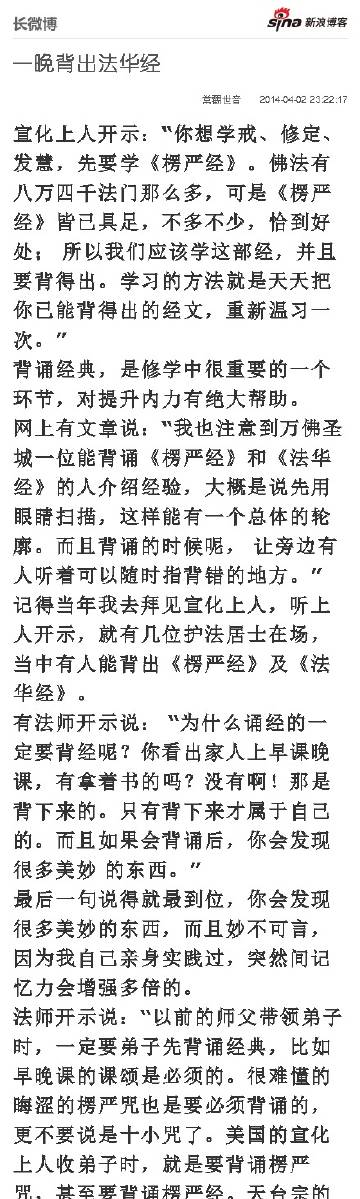 长微博
sina 新浪博客
一晚背出法华经
2014-04-02 23:22:17
宣化上人开示：“你想学戒、修定、
发慧，先要学《楞严经》。佛法有
八万四千法门那么多，可是《楞严
经》皆已具足，不多不少，恰到好
处； 所以我们应该学这部经，并且
要背得出。学习的方法就是天天把
你已能背得出的经文，重新温习一
次。”
背诵经典，是修学中很重要的一个
环节，对提升内力有绝大帮助。
网上有文章说：“我也注意到万佛圣
城一位能背诵《楞严经》和《法华
经》的人介绍经验，大概是说先用
眼睛扫描，这样能有一个总体的轮
廓。而且背诵的时候呢， 让旁边有
人听着可以随时指背错的地方。”
记得当年我去拜见宣化上人，听上
人开示，就有几位护法居士在场，
当中有人能背出《楞严经》及《法
华经》。
有法师开示说： “为什么诵经的一
定要背经呢？你看出家人上早课晚
课，有拿着书的吗？没有啊！那是
背下来的。只有背下来才属于自己
的。而且如果会背诵后，你会发现
很多美妙 的东西。”
最后一句说得就最到位，你会发现
很多美妙的东西，而且妙不可言，
因为我自己亲身实践过，突然间记
忆力会增强多倍的。
法师开示说：“以前的师父带领弟子
时，一定要弟子先背诵经典，比如
早晚课的课颂是必须的。很难懂的
晦涩的楞严咒也是要必须背诵的，
更不要说是十小咒了。美国的宣化
上人收弟子时，就是要背诵楞严
咒，甚至要背诵楞严经。天台宗的